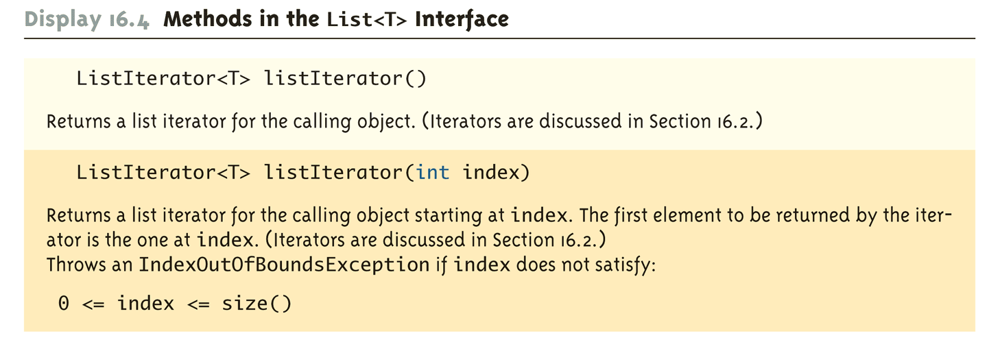 Display 16.4 Methods in the List<T> Interface
ListIterator<T> listIterator()
Returns a list iterator for the calling object. (Iterators are discussed in Section 16.2.)
ListIterator<T> listIterator(int index)
Returns a list iterator for the calling object starting at index. The first element to be returned by the iter-
ator is the one at index. (Iterators are discussed in Section 16.2.)
Throws an IndexOutOfBoundsException if index does not satisfy:
0 <= index <= size()